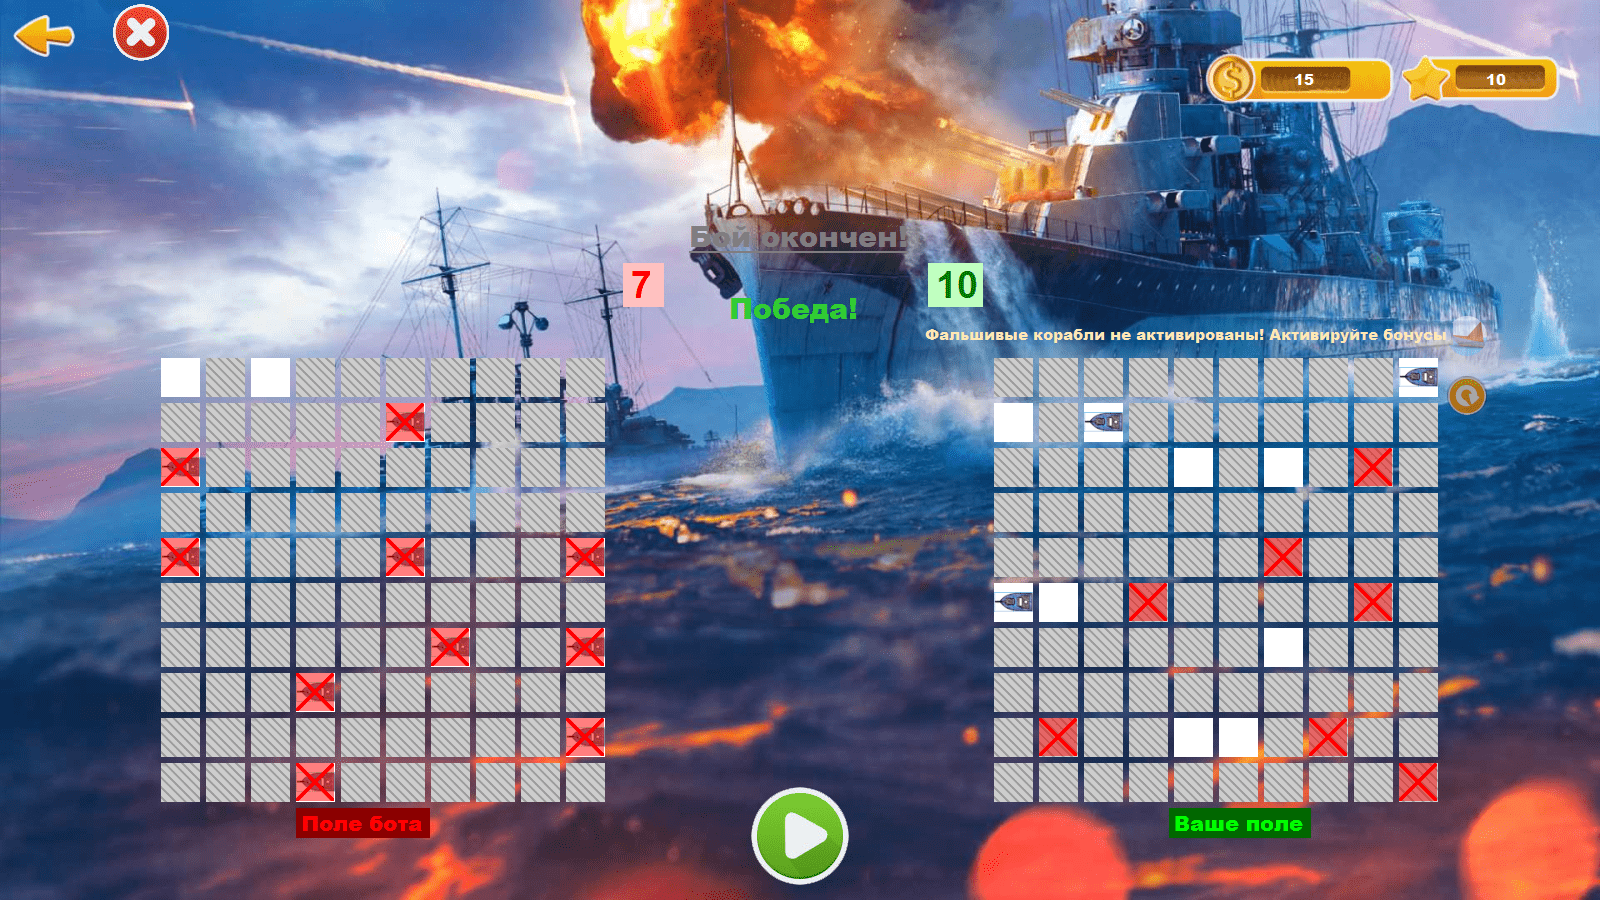 15
10
Бой окончен!
7
10
Победа!
Фальшивые корабли не активированы! Активируйте бонусы
Поле бота
Ваше поле